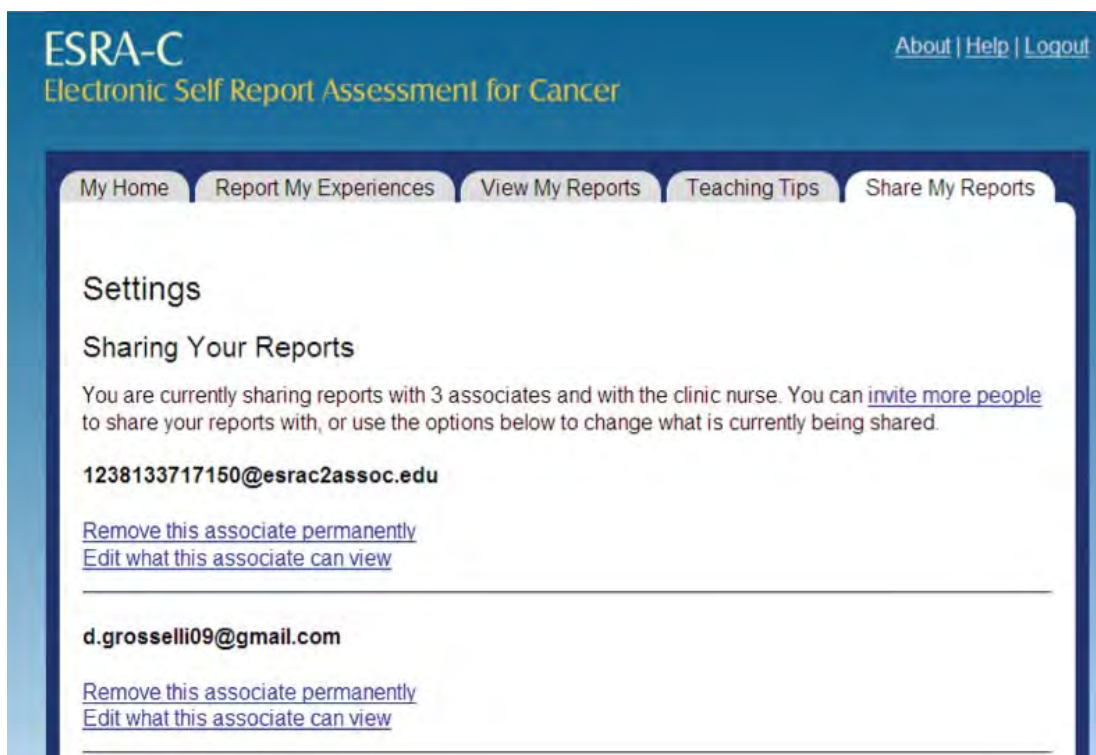 ESRA-C
About | Help | Logout
Electronic Self Report Assessment for Cancer
My Home Report My Experiences View My Reports Teaching Tips Share My Reports
Settings
Sharing Your Reports
You are currently sharing reports with 3 associates and with the clinic nurse. You can invite more people
to share your reports with, or use the options below to change what is currently being shared.
1238133717150@esrac2assoc.edu
Remove this associate permanently
Edit what this associate can view
d.grosselli09@gmail.com
Remove this associate permanently
Edit what this associate can view